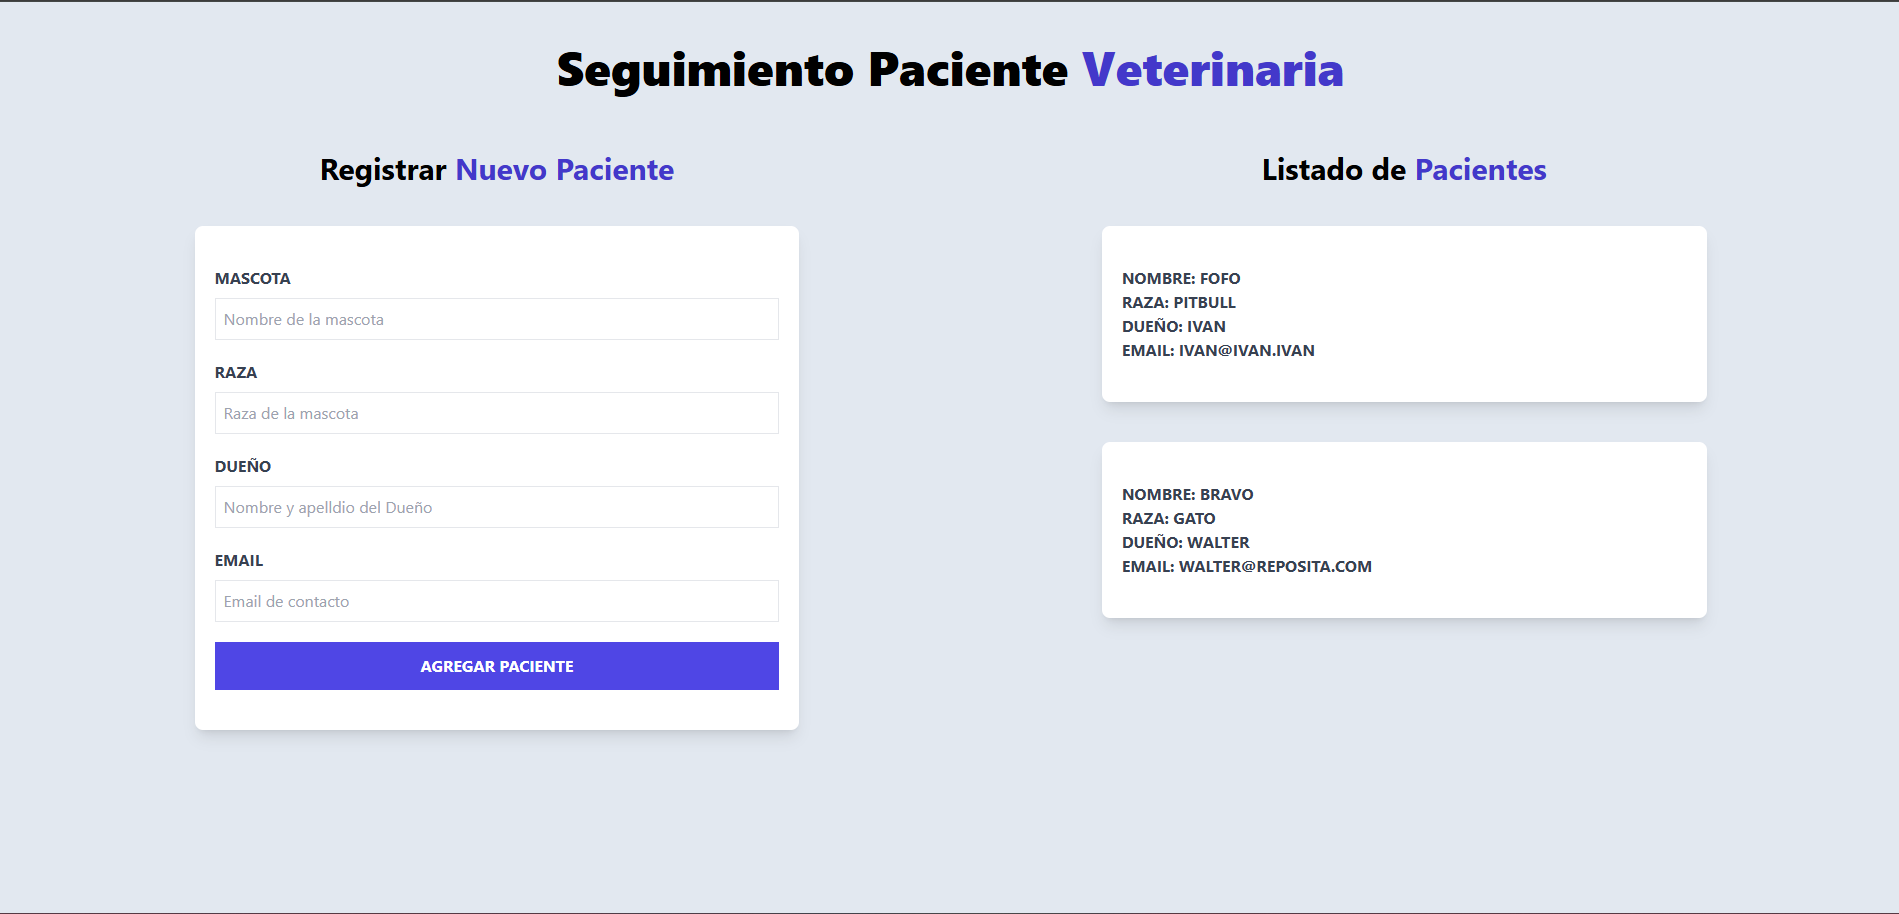 Seguimiento Paciente Veterinaria
Registrar Nuevo Paciente
MASCOTA
Nombre de la mascota
RAZA
Raza de la mascota
DUEÑO
Nombre y apelldio del Dueño
EMAIL
Email de contacto
AGREGAR PACIENTE
Listado de Pacientes
NOMBRE: FOFO
RAZA: PITBULL
DUEÑO: IVAN
EMAIL: IVAN@IVAN.IVAN
NOMBRE: BRAVO
RAZA: GATO
DUEÑO: WALTER
EMAIL: WALTER@REPOSITA.COM